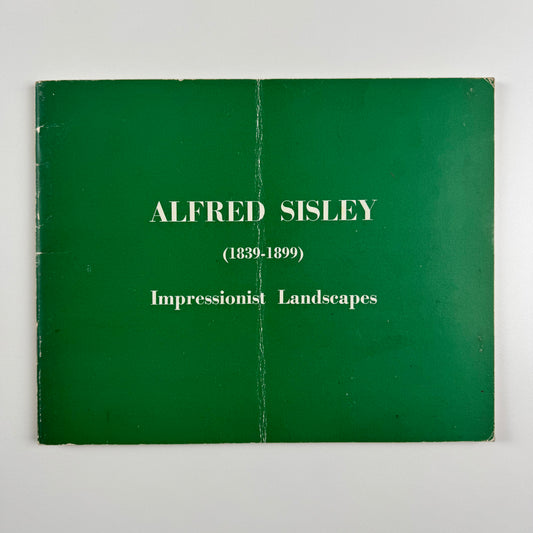 ALFRED SISLEY
(1839-1899)
Impressionist Landscapes